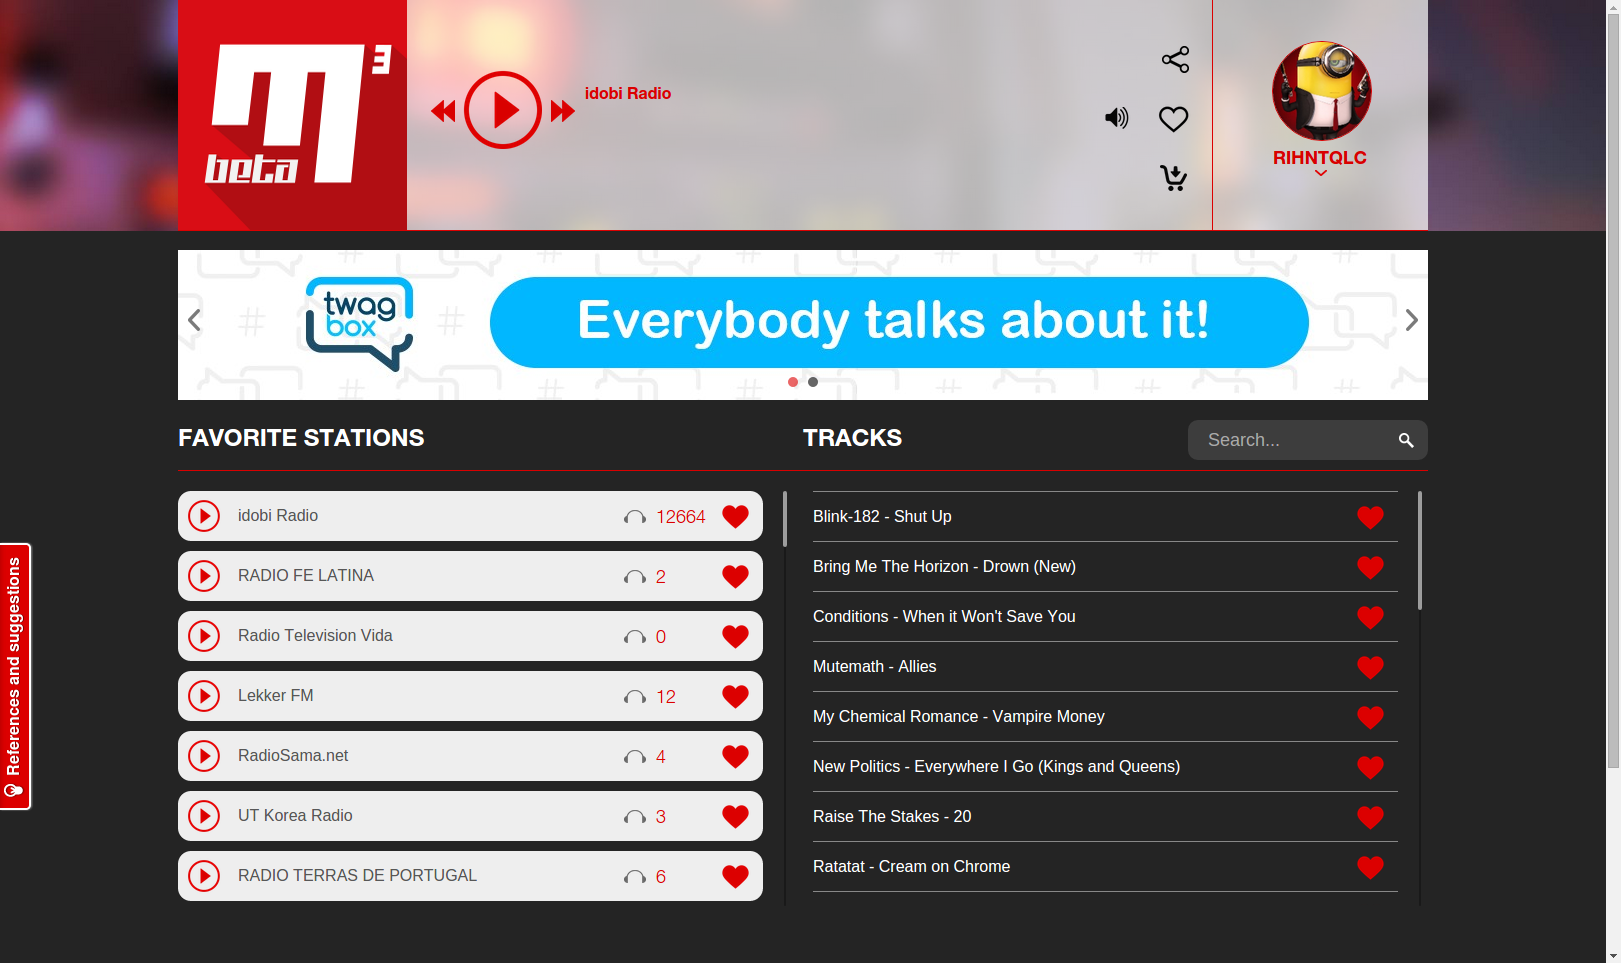 3
beta
idobi Radio
RIHNTQLC
twag
box
Everybody talks about it!
FAVORITE STATIONS
TRACKS
Search...
idobi Radio 12664
RADIO FE LATINA 2
Radio Television Vida 0
Lekker FM 12
RadioSama.net 4
UT Korea Radio 3
RADIO TERRAS DE PORTUGAL 6
Blink-182 - Shut Up
Bring Me The Horizon - Drown (New)
Conditions - When it Won't Save You
Mutemath - Allies
My Chemical Romance - Vampire Money
New Politics - Everywhere I Go (Kings and Queens)
Raise The Stakes - 20
Ratatat - Cream on Chrome
References and suggestions